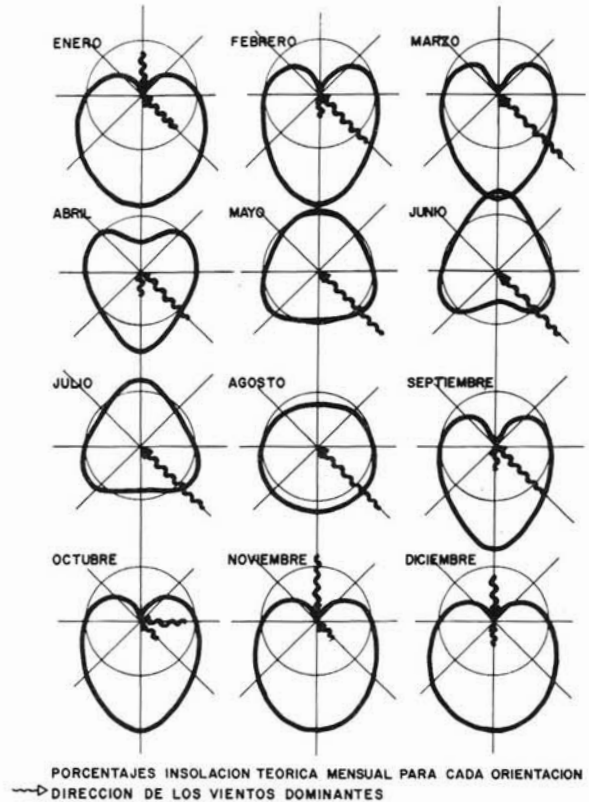 ENERO
FEBRERO
MARZO
ABRIL
MAYO
JUNIO
JULIO
AGOSTO
SEPTIEMBRE
OCTUBRE
NOVIEMBRE
DICIEMBRE
PORCENTAJES INSOLACION TEORICA MENSUAL PARA CADA ORIENTACION
DIRECCION DE LOS VIENTOS DOMINANTES